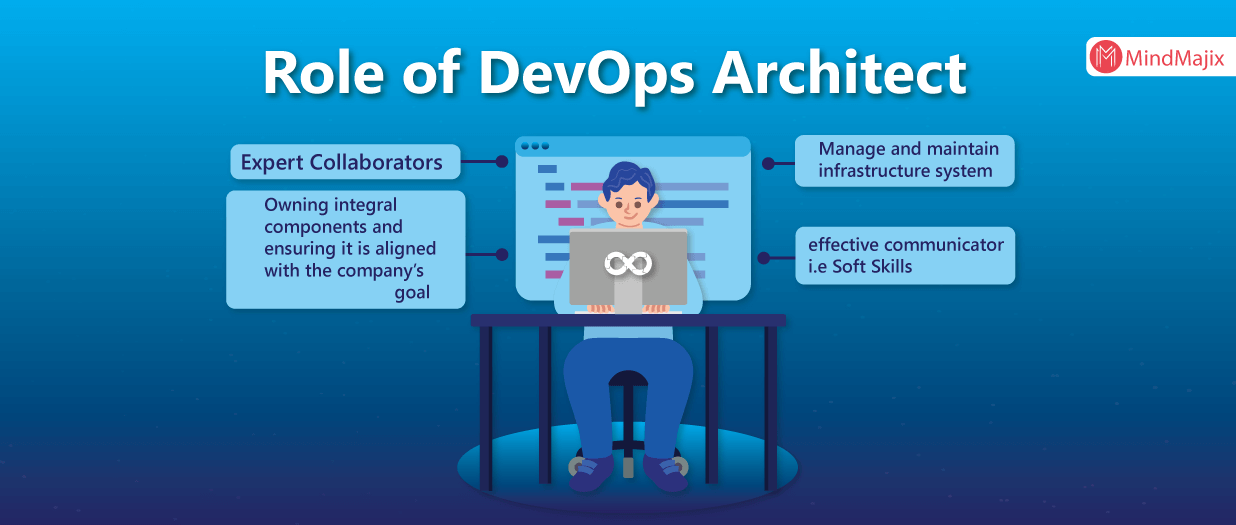 Role of DevOps Architect
MindMajix
Expert Collaborators
Owning integral
components and
ensuring it is aligned
with the company's
goal
Manage and maintain
infrastructure system
effective communicator
i.e Soft Skills